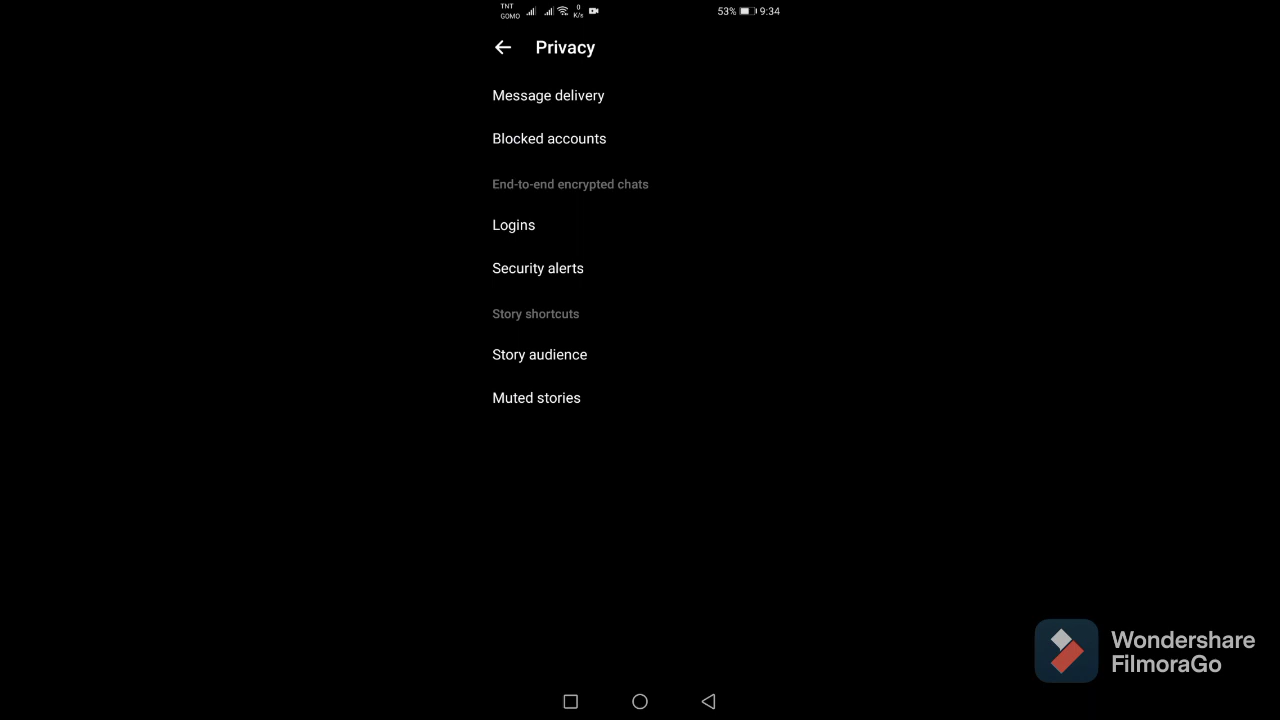 TNT
GOMO
0
K/s
53%
9:34
Privacy
Message delivery
Blocked accounts
End-to-end encrypted chats
Logins
Security alerts
Story shortcuts
Story audience
Muted stories
Wondershare
FilmoraGo